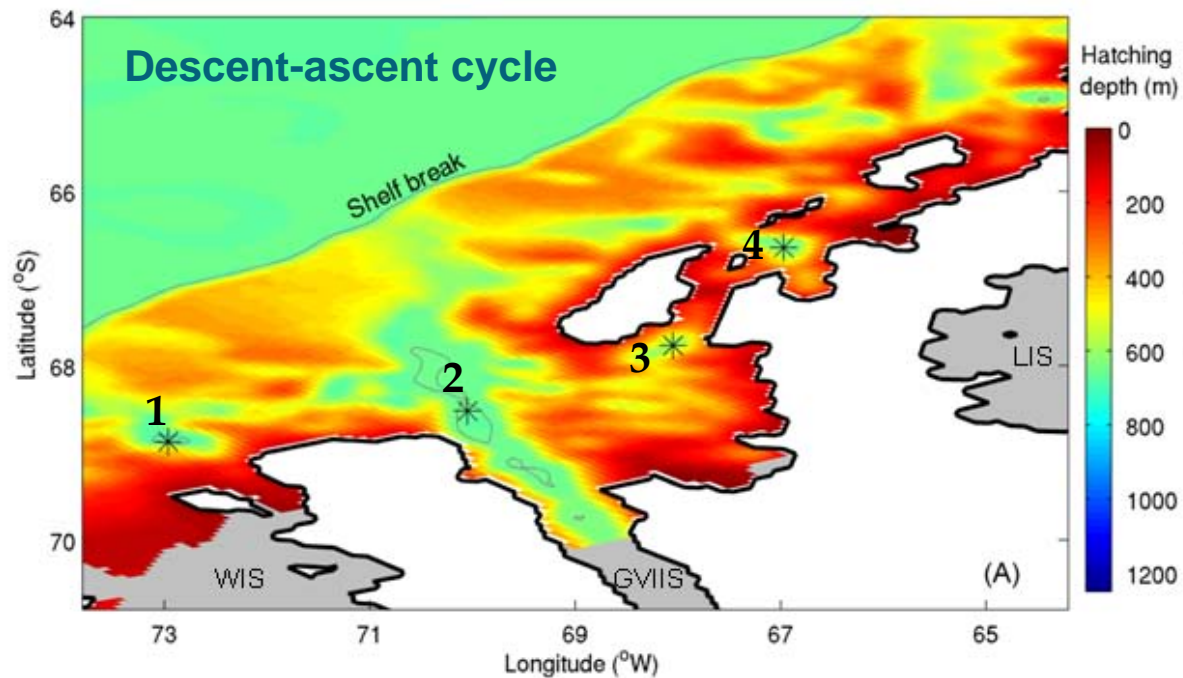 Descent-ascent cycle
Shelf break
64
66
68
70
Latitude (°S)
1
2
3
4
WIS
GVIIS
LIS
(A)
73
71
69
67
65
Longitude (°W)
Hatching
depth (m)
0
200
400
600
800
1000
1200